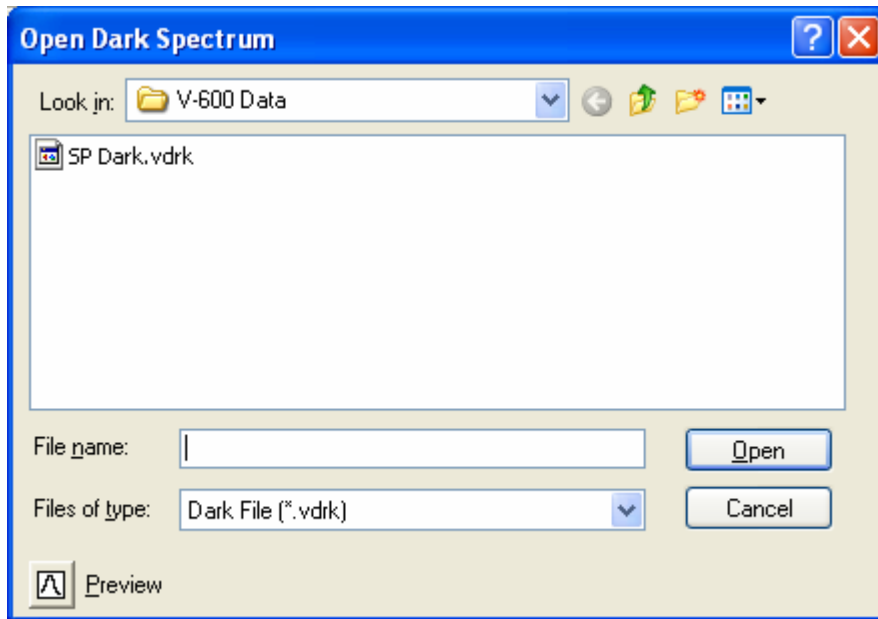 Open Dark Spectrum
Look in: V-600 Data
SP Dark.vdrk
File name:
Open
Files of type: Dark File (*.vdrk)
Cancel
Preview